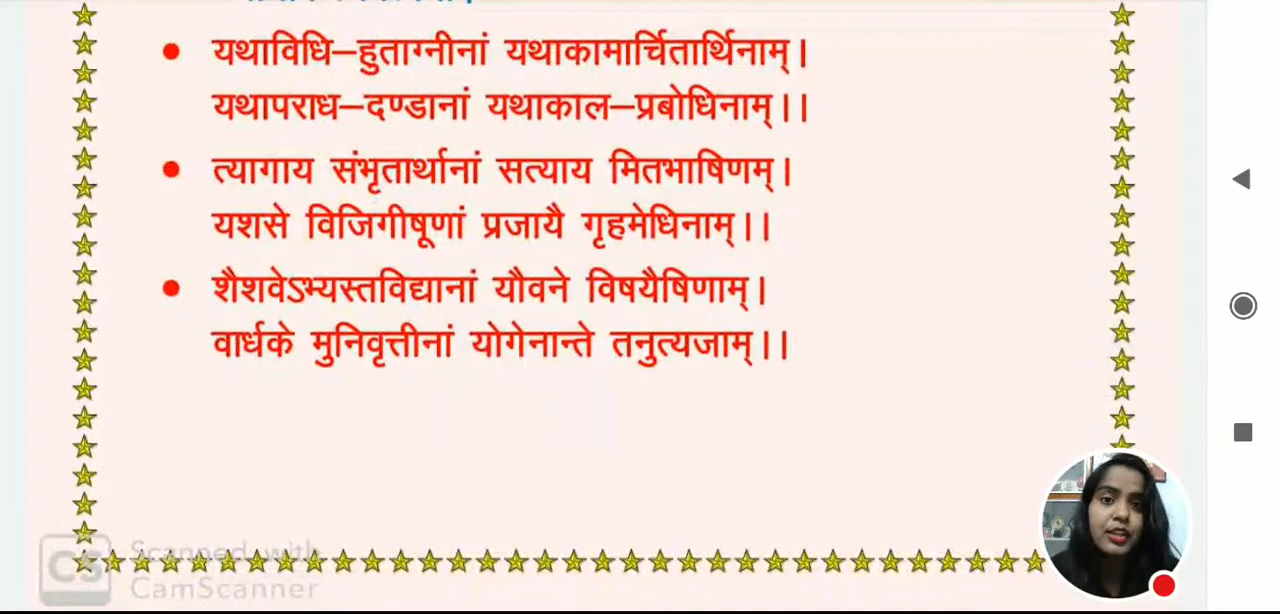 यथाविधि–हुताग्नीनां यथाकामार्चितार्थिनाम्।
यथापराध–दण्डानां यथाकाल–प्रबोधिनाम्।।
त्यागाय संभृतार्थानां सत्याय मितभाषिणम्।
यशसे विजिगीषूणां प्रजायै गृहमेधिनाम्।।
शैशवेऽभ्यस्तविद्यानां यौवने विषयैषिणाम्।
वार्धके मुनिवृत्तीनां योगेनान्ते तनुत्यजाम्।।
CS
Scanned with
CamScanner